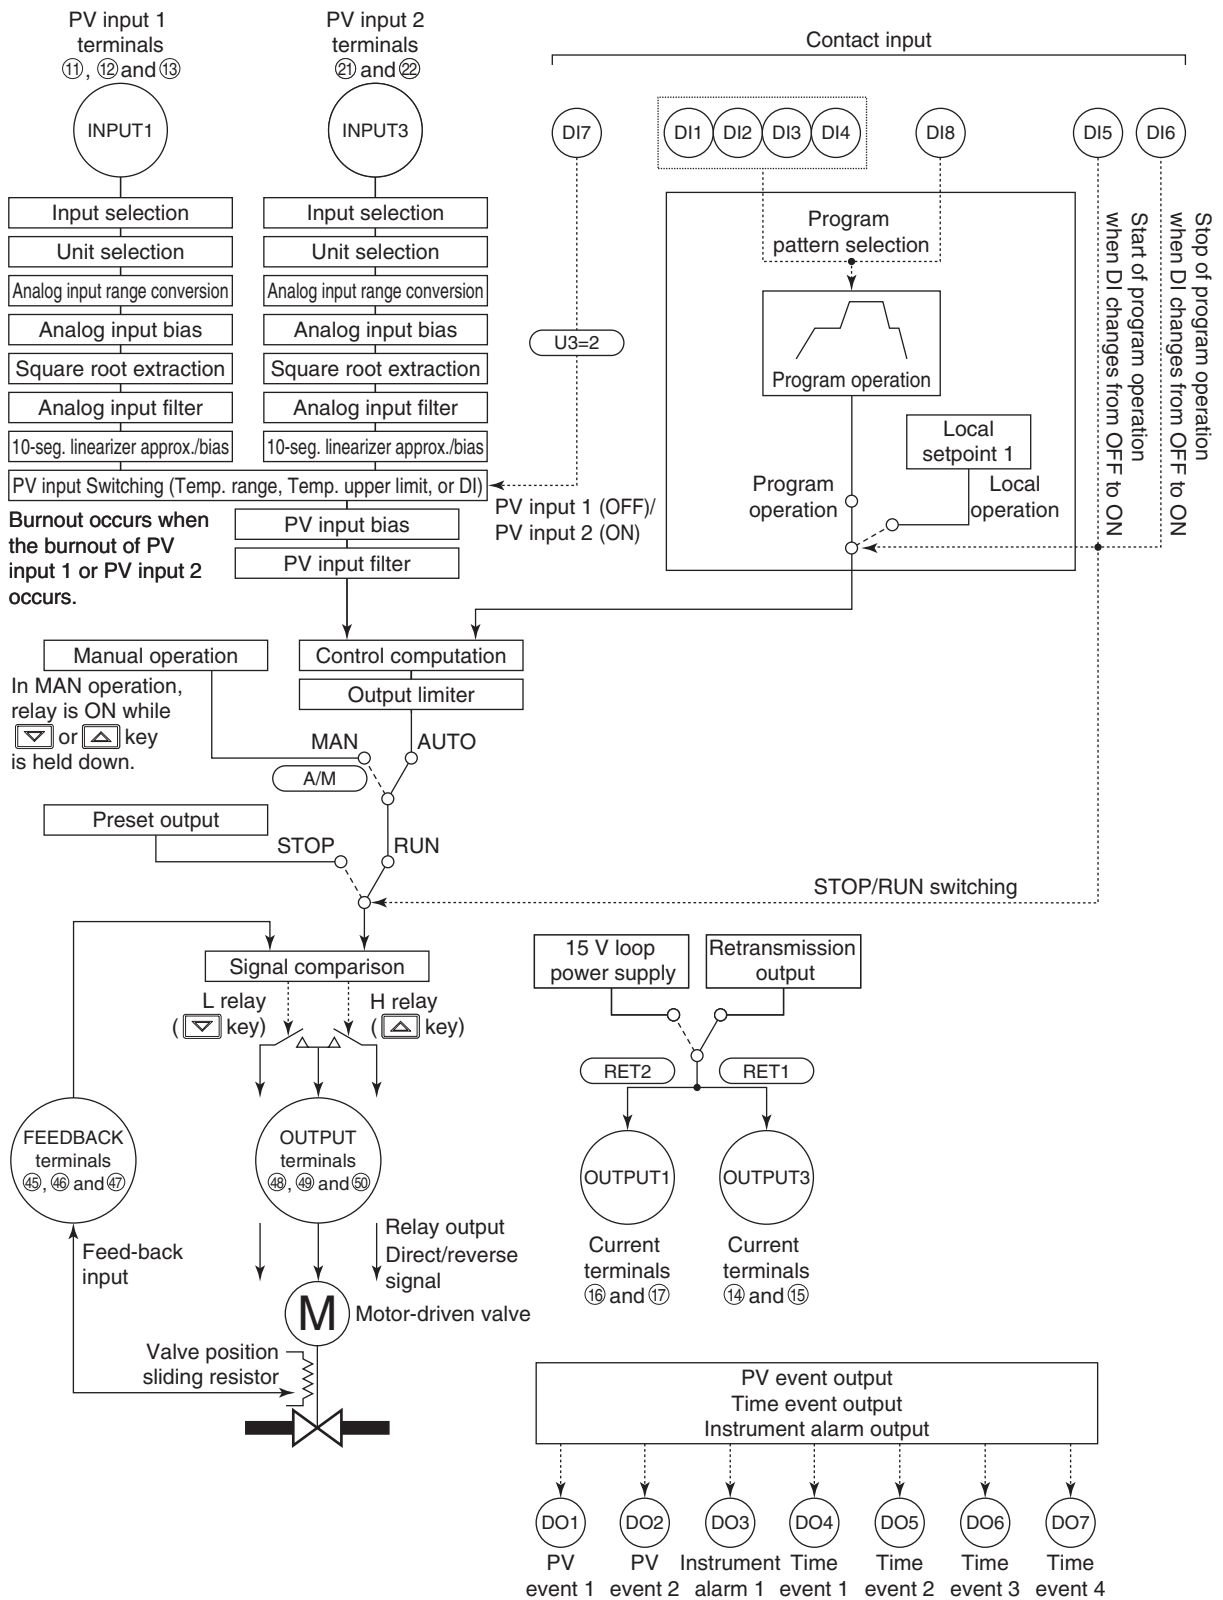 PV input 1
terminals
⑪, ⑫ and ⑬
INPUT1
PV input 2
terminals
㉑ and ㉒
INPUT3
Contact input
DI7
DI1
DI2
DI3
DI4
DI8
DI5
DI6
Input selection
Unit selection
Analog input range conversion
Analog input bias
Square root extraction
Analog input filter
10-seg. linearizer approx./bias
Input selection
Unit selection
Analog input range conversion
Analog input bias
Square root extraction
Analog input filter
10-seg. linearizer approx./bias
PV input Switching (Temp. range, Temp. upper limit, or DI)
U3=2
PV input 1 (OFF)/
PV input 2 (ON)
Burnout occurs when
the burnout of PV
input 1 or PV input 2
occurs.
PV input bias
PV input filter
Program
pattern selection
Program operation
Local
setpoint 1
Program
operation
Local
operation
Start of program operation
when DI changes from OFF to ON
Stop of program operation
when DI changes from OFF to ON
Manual operation
Control computation
Output limiter
In MAN operation,
relay is ON while
▽ or △ key
is held down.
MAN
AUTO
A/M
Preset output
STOP
RUN
STOP/RUN switching
Signal comparison
L relay
( ▽ key)
H relay
( △ key)
15 V loop
power supply
Retransmission
output
RET2
RET1
FEEDBACK
terminals
㊺, ㊻ and ㊼
OUTPUT
terminals
㊽, ㊾ and ㊿
OUTPUT1
OUTPUT3
Current
terminals
⑯ and ⑰
Current
terminals
⑭ and ⑮
Feed-back
input
Relay output
Direct/reverse
signal
M
Motor-driven valve
Valve position
sliding resistor
PV event output
Time event output
Instrument alarm output
DO1
DO2
DO3
DO4
DO5
DO6
DO7
PV
event 1
PV
event 2
Instrument
alarm 1
Time
event 1
Time
event 2
Time
event 3
Time
event 4